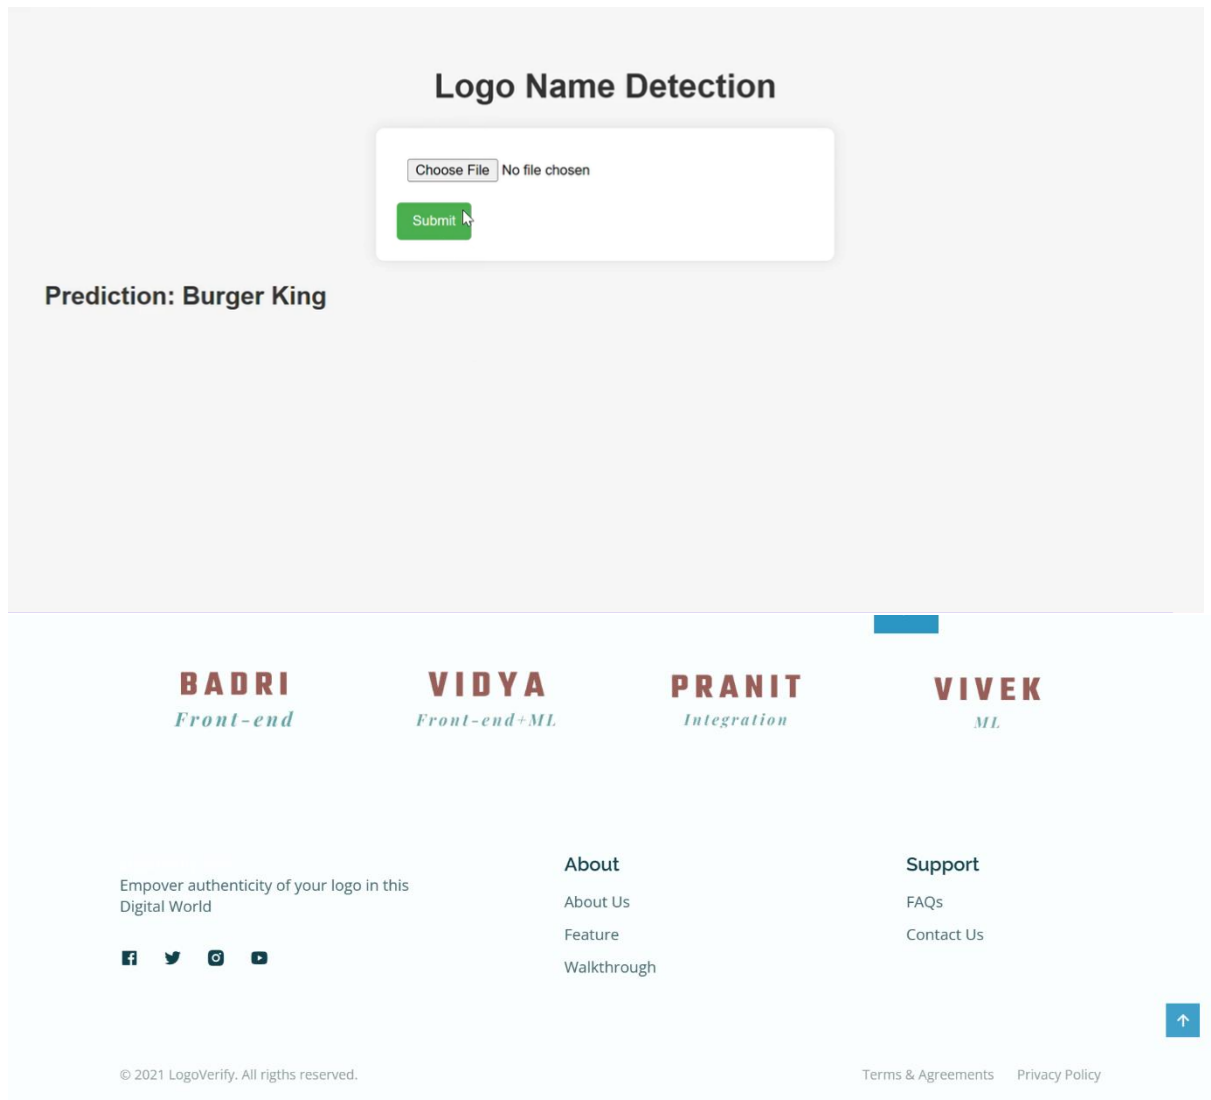 Logo Name Detection
Choose File No file chosen
Submit
Prediction: Burger King
BADRI
Front-end
VIDYA
Front-end+ML
PRANIT
Integration
VIVEK
ML
Empover authenticity of your logo in this
Digital World
About
About Us
Feature
Walkthrough
Support
FAQs
Contact Us
© 2021 LogoVerify. All rigths reserved.
Terms & Agreements Privacy Policy